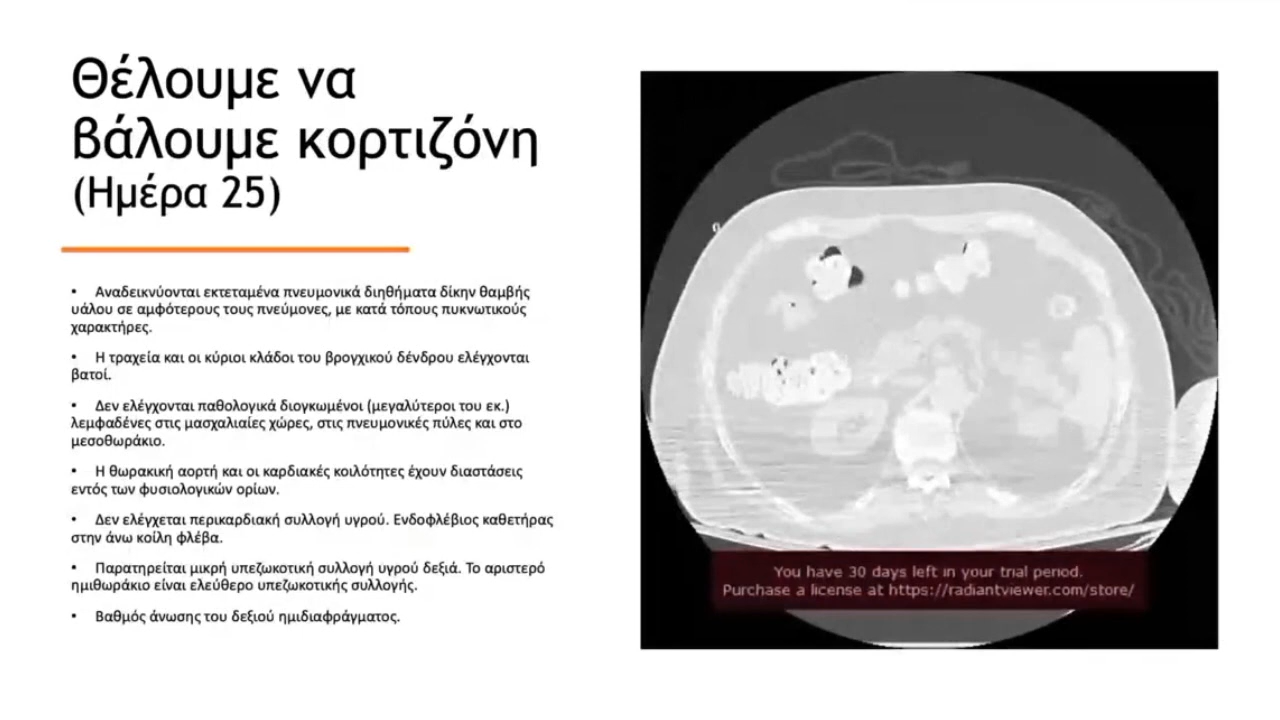 Θέλουμε να
βάλουμε κορτιζόνη
(Ημέρα 25)
• Αναδεικνύονται εκτεταμένα πνευμονικά διηθήματα δίκην θαμβής
υάλου σε αμφότερους τους πνεύμονες, με κατά τόπους πυκνωτικούς
χαρακτήρες.
• Η τραχεία και οι κύριοι κλάδοι του βρογχικού δένδρου ελέγχονται
βατοί.
• Δεν ελέγχονται παθολογικά διογκωμένοι (μεγαλύτεροι του εκ.)
λεμφαδένες στις μασχαλιαίες χώρες, στις πνευμονικές πύλες και στο
μεσοθωράκιο.
• Η θωρακική αορτή και οι καρδιακές κοιλότητες έχουν διαστάσεις
εντός των φυσιολογικών ορίων.
• Δεν ελέγχεται περικαρδιακή συλλογή υγρού. Ενδοφλέβιος καθετήρας
στην άνω κοίλη φλέβα.
• Παρατηρείται μικρή υπεζωκοτική συλλογή υγρού δεξιά. Το αριστερό
ημιθωράκιο είναι ελεύθερο υπεζωκοτικής συλλογής.
• Βαθμός άνωσης του δεξιού ημιδιαφράγματος.
You have 30 days left in your trial period.
Purchase a license at https://radiantviewer.com/store/